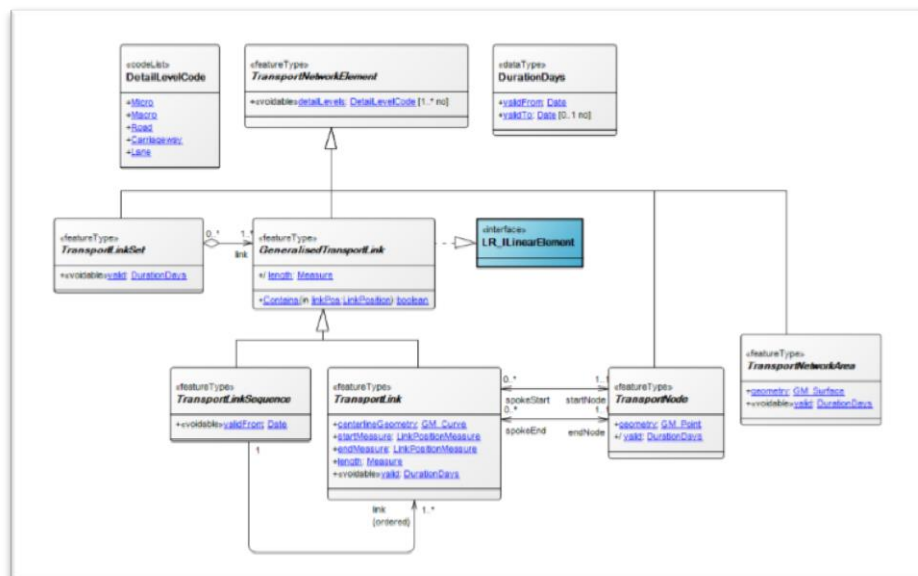 «codeList»
DetailLevelCode
+Micro
+Macro
+Road
+Carriageway
+Lane
«featureType»
TransportNetworkElement
+«voidable»detailLevels: DetailLevelCode [1..* no]
«dataType»
DurationDays
+validFrom: Date
+validTo: Date [0..1 no]
«featureType»
TransportLinkSet
+«voidable»valid: DurationDays
0..*
1..*
link
«featureType»
GeneralisedTransportLink
+/ length: Measure
+Contains(in linkPos:LinkPosition) boolean
«interface»
LR_ILinearElement
«featureType»
TransportLinkSequence
+«voidable»validFrom: Date
1
«featureType»
TransportLink
+centerlineGeometry: GM_Curve
+startMeasure: LinkPositionMeasure
+endMeasure: LinkPositionMeasure
+length: Measure
+«voidable»valid: DurationDays
link
{ordered}
1..*
0..*
spokeStart
0..*
spokeEnd
startNode
endNode
«featureType»
TransportNode
+geometry: GM_Point
+/ valid: DurationDays
«featureType»
TransportNetworkArea
+geometry: GM_Surface
+«voidable»valid: DurationDays